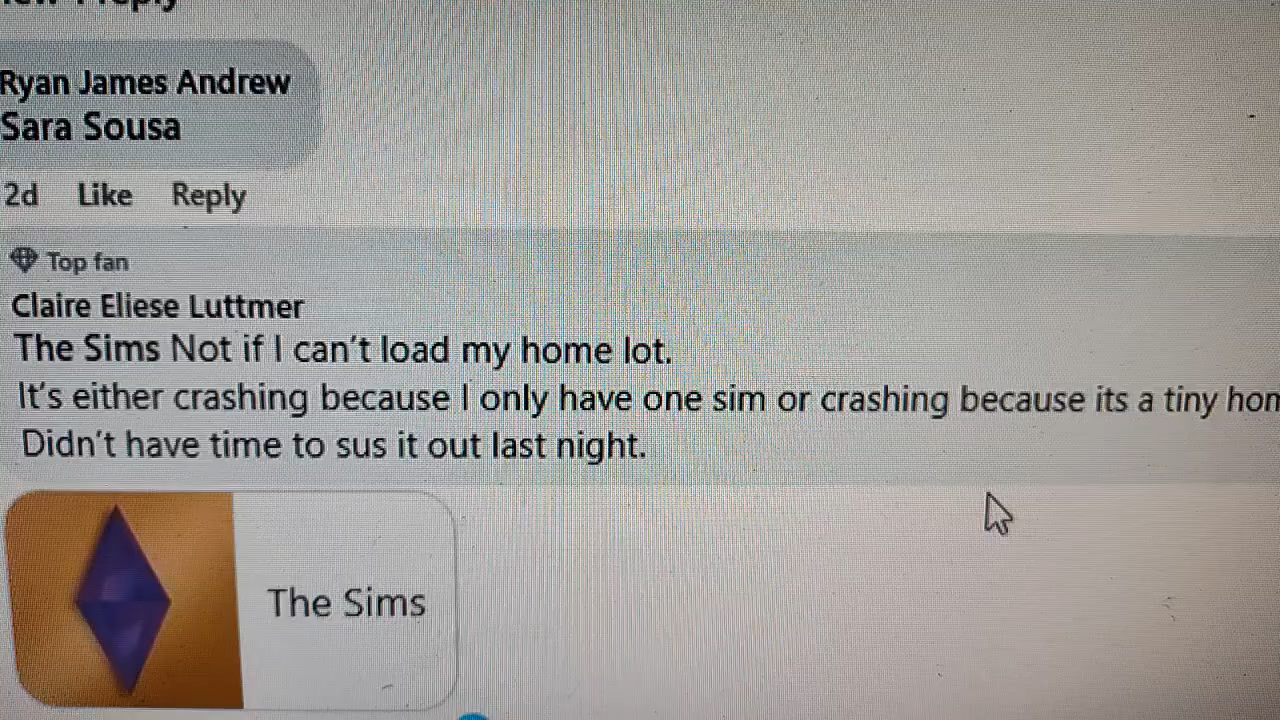 Ryan James Andrew
Sara Sousa
2d Like Reply
Top fan
Claire Eliese Luttmer
The Sims Not if I can't load my home lot.
It's either crashing because I only have one sim or crashing because its a tiny
Didn't have time to sus it out last night.
The Sims